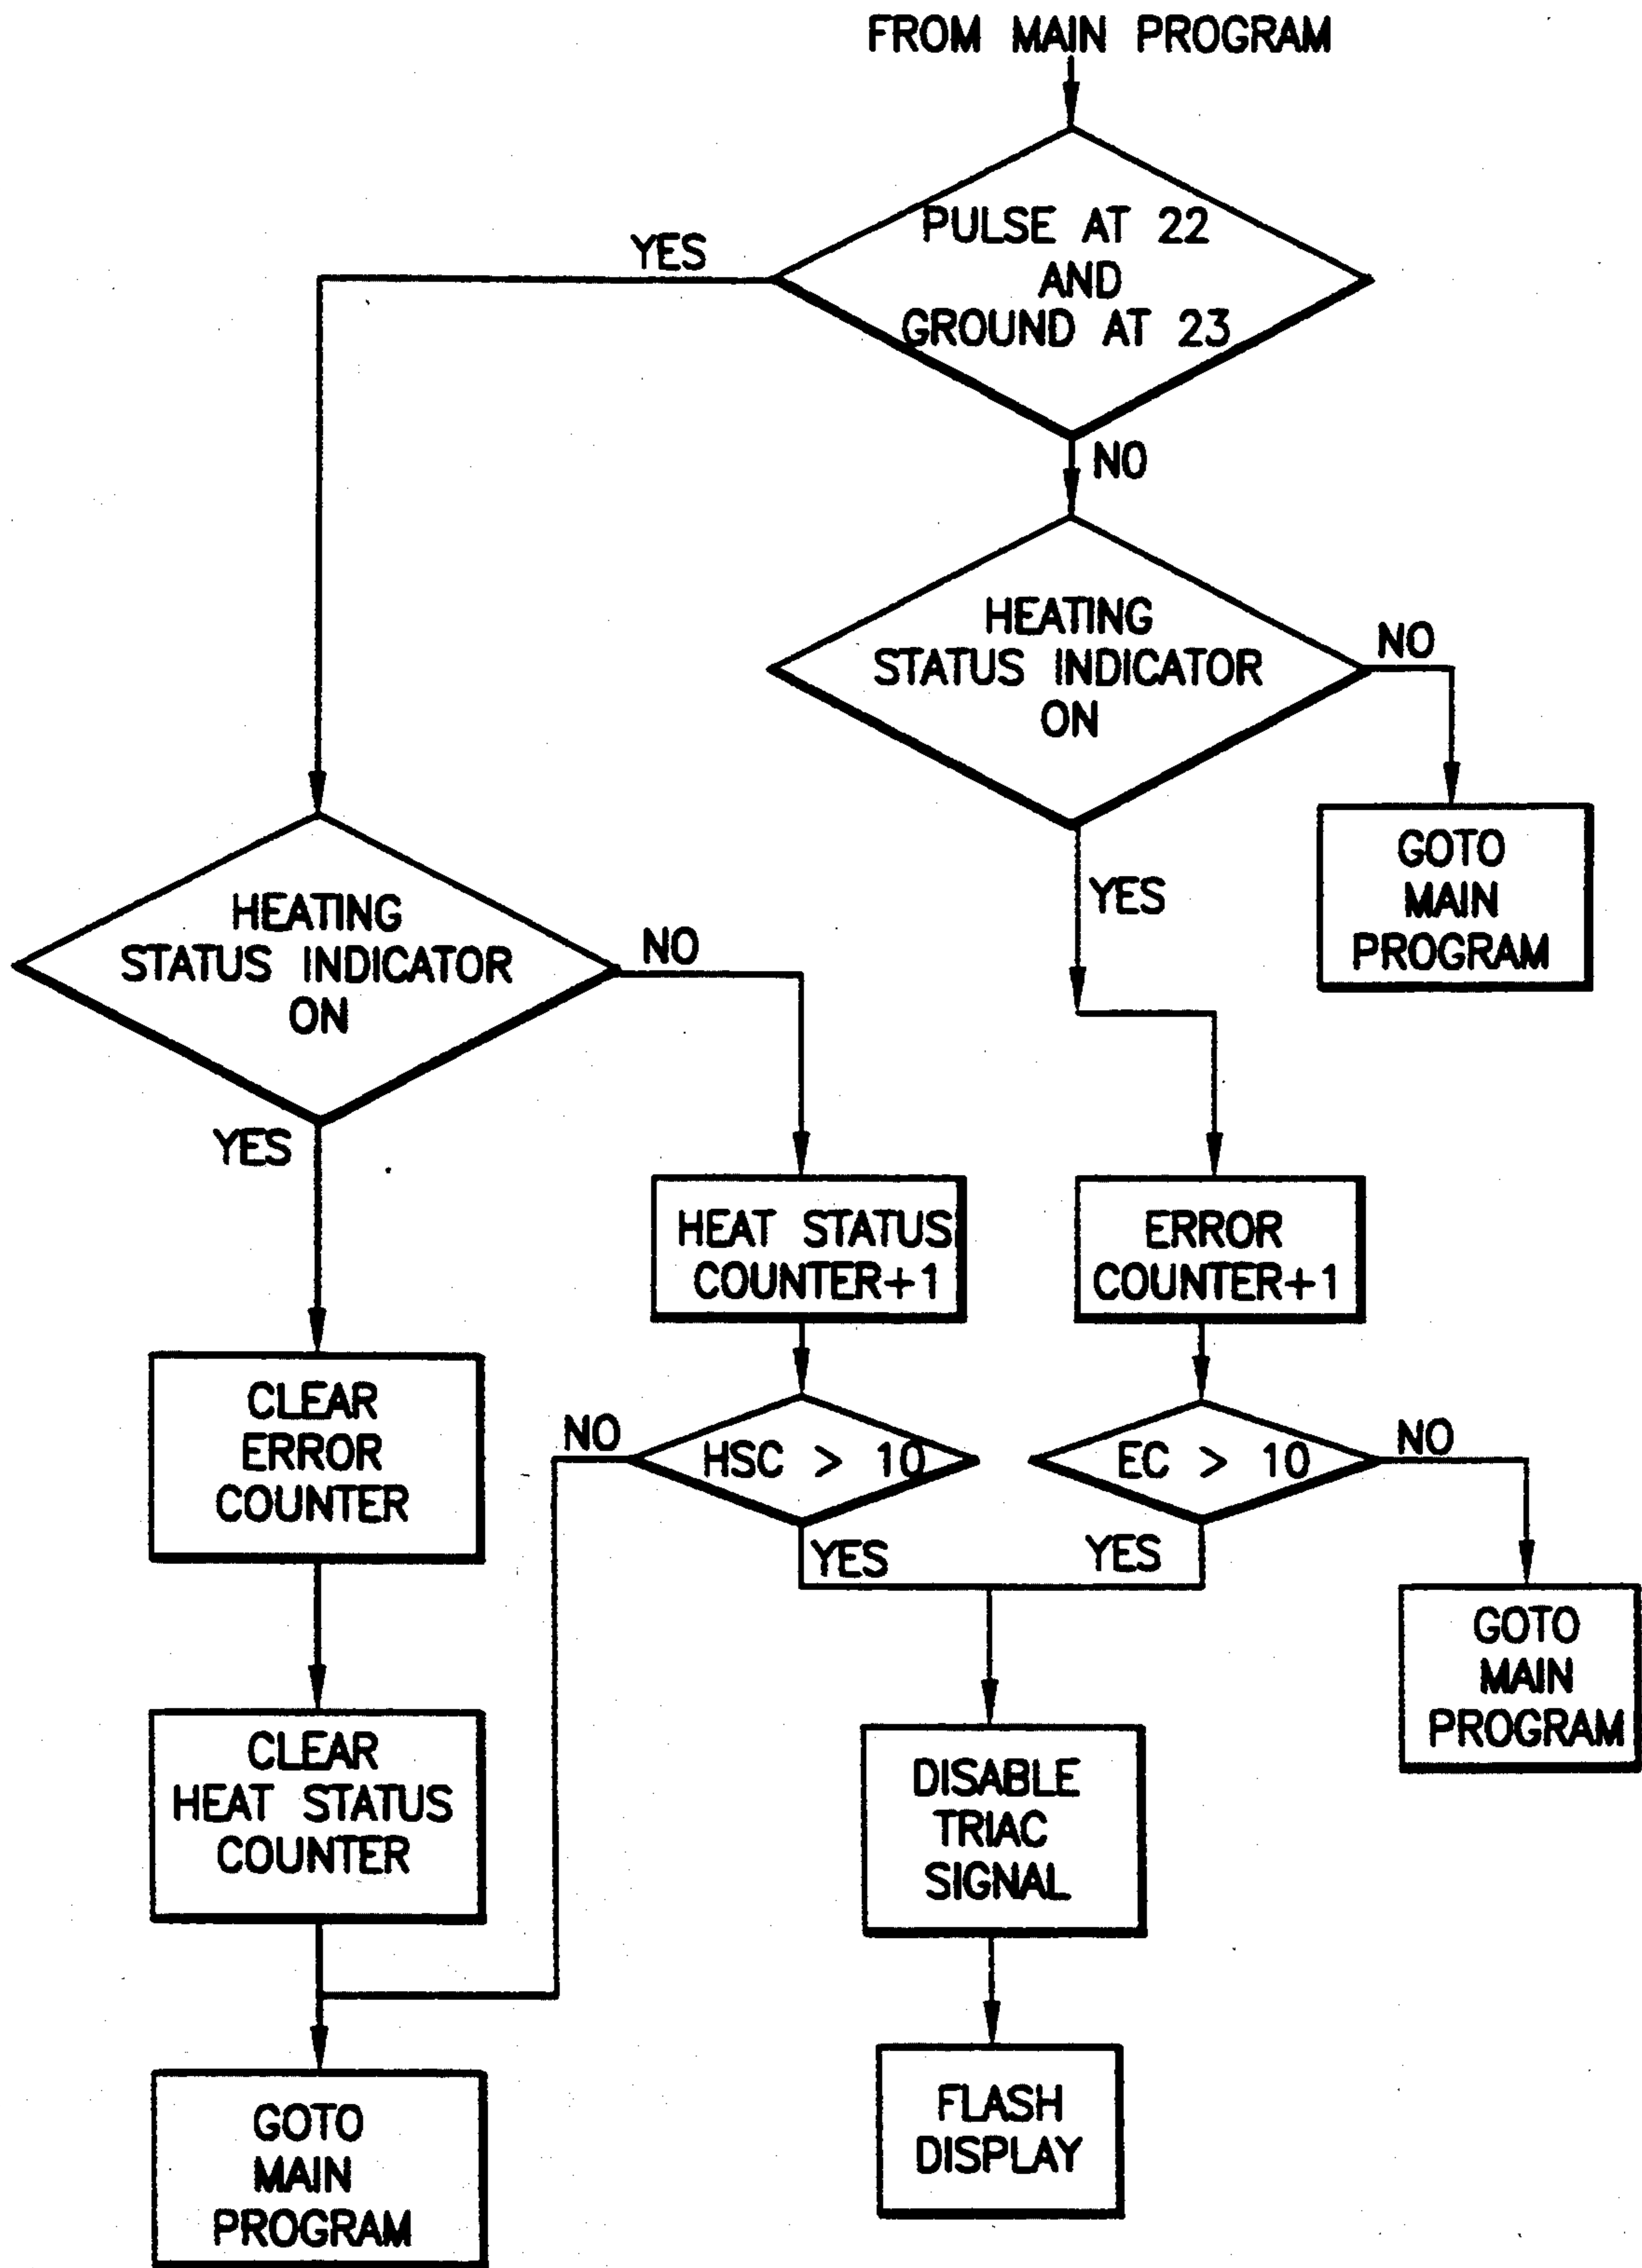 FROM MAIN PROGRAM
PULSE AT 22
AND
GROUND AT 23
YES
NO
HEATING
STATUS INDICATOR
ON
NO
GOTO
MAIN
PROGRAM
YES
HEATING
STATUS INDICATOR
ON
NO
YES
HEAT STATUS
COUNTER+1
ERROR
COUNTER+1
CLEAR
ERROR
COUNTER
NO
HSC > 10
EC > 10
NO
YES
YES
GOTO
MAIN
PROGRAM
CLEAR
HEAT STATUS
COUNTER
DISABLE
TRIAC
SIGNAL
GOTO
MAIN
PROGRAM
FLASH
DISPLAY